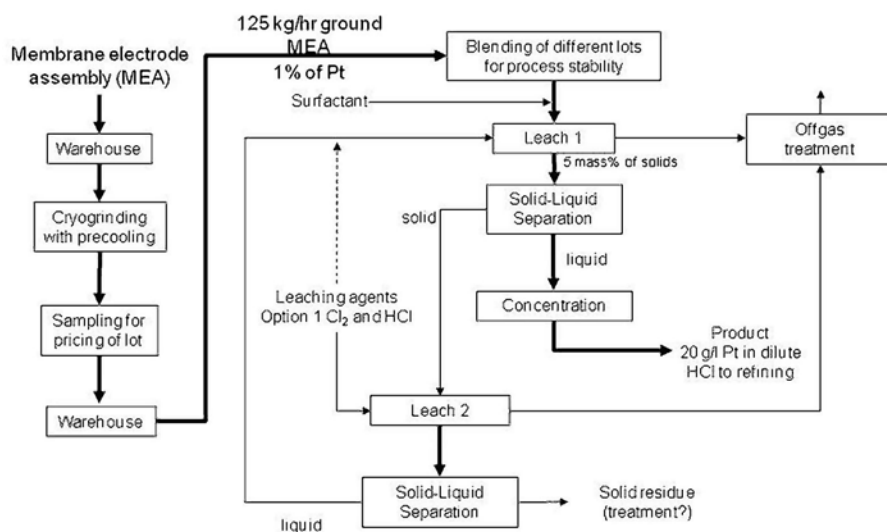 Membrane electrode
assembly (MEA)
Warehouse
Cryogrinding
with precooling
Sampling for
pricing of lot
Warehouse
125 kg/hr ground
MEA
1% of Pt
Blending of different lots
for process stability
Surfactant
Leach 1
Offgas
treatment
5 mass% of solids
Solid-Liquid
Separation
solid
liquid
Leaching agents
Option 1 Cl₂ and HCl
Concentration
Product
20 g/l Pt in dilute
HCl to refining
Leach 2
Solid-Liquid
Separation
liquid
Solid residue
(treatment?)